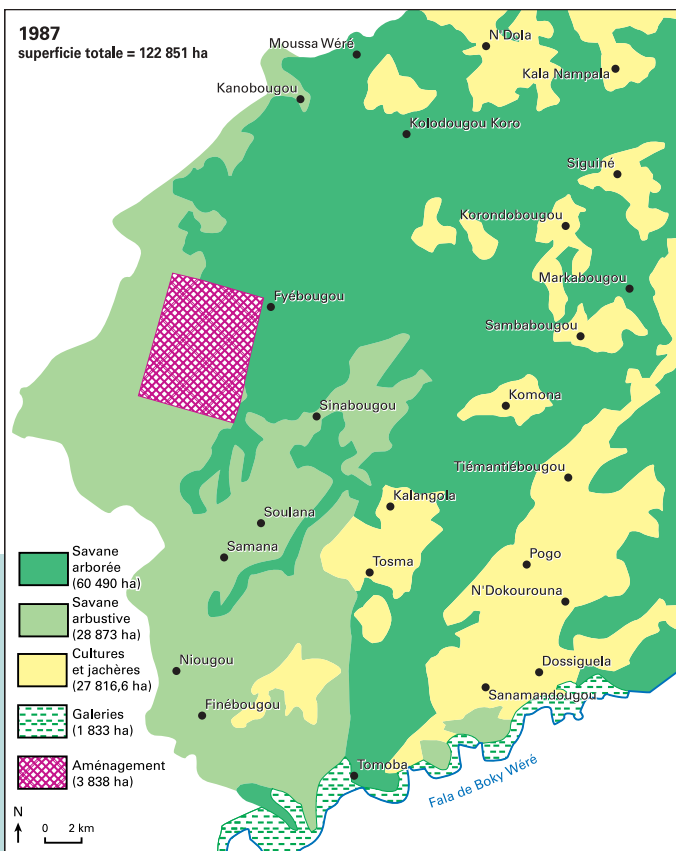 1987
superficie totale = 122 851 ha
Moussa Wéré
N'Dola
Kala Nampala
Kanobougou
Kolodougou Koro
Siguiné
Korondobougou
Markabougou
Fyébougou
Sambabougou
Komona
Sinabougou
Tiémantiébougou
Kalangola
Soulana
Samana
Tosma
Pogo
N'Dokourouna
Niougou
Dossiguela
Finébougou
Sanamandougou
Tomoba
Fala de Boky Wéré
Savane
arborée
(60 490 ha)
Savane
arbustive
(28 873 ha)
Cultures
et jachères
(27 816,6 ha)
Galeries
(1 833 ha)
Aménagement
(3 838 ha)
N
0 2 km